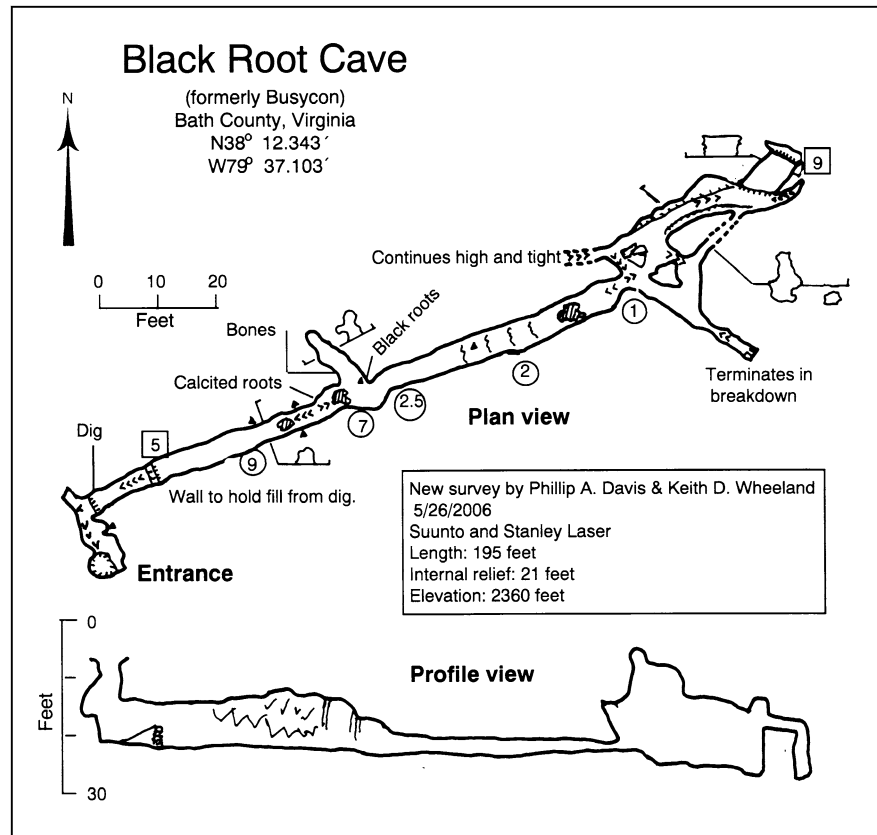 Black Root Cave
(formerly Busycon)
Bath County, Virginia
N38° 12.343´
W79° 37.103´
N
0 10 20
Feet
9
Continues high and tight
1
Bones
Black roots
Calcited roots
2
2.5
Terminates in
breakdown
Plan view
7
Dig
5
9
Wall to hold fill from dig.
Entrance
New survey by Phillip A. Davis & Keith D. Wheeland
5/26/2006
Suunto and Stanley Laser
Length: 195 feet
Internal relief: 21 feet
Elevation: 2360 feet
0
Profile view
Feet
30